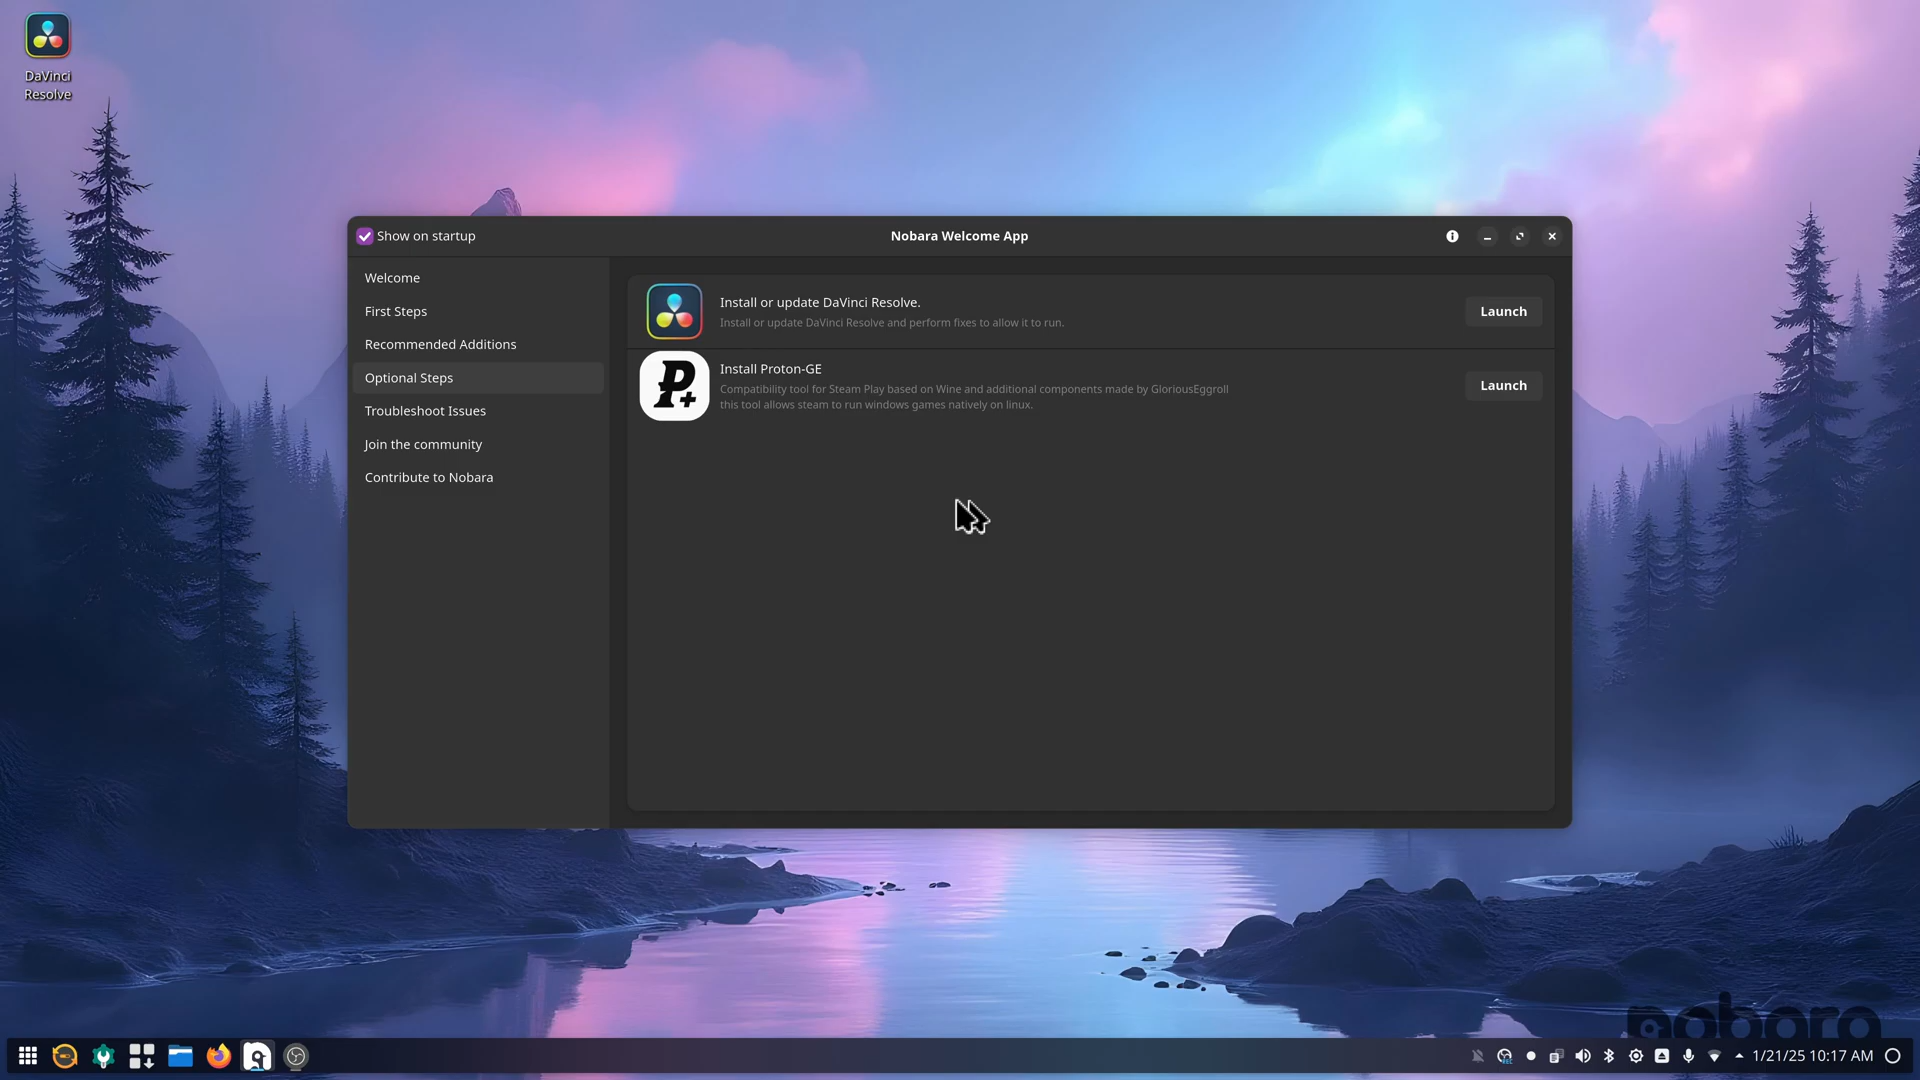 DaVinci
Resolve
Show on startup
Nobara Welcome App
Welcome
First Steps
Recommended Additions
Optional Steps
Troubleshoot Issues
Join the community
Contribute to Nobara
Install or update DaVinci Resolve.
Install or update DaVinci Resolve and perform fixes to allow it to run.
Launch
Install Proton-GE
Compatibility tool for Steam Play based on Wine and additional components made by GloriousEggroll
this tool allows steam to run windows games natively on linux.
Launch
nobara
1/21/25 10:17 AM